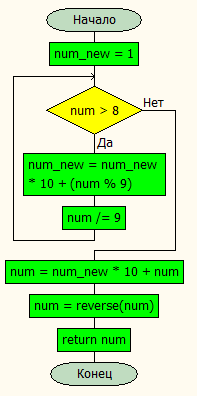 Начало
num_new = 1
num > 8
Нет
Да
num_new = num_new
* 10 + (num % 9)
num /= 9
num = num_new * 10 + num
num = reverse(num)
return num
Конец